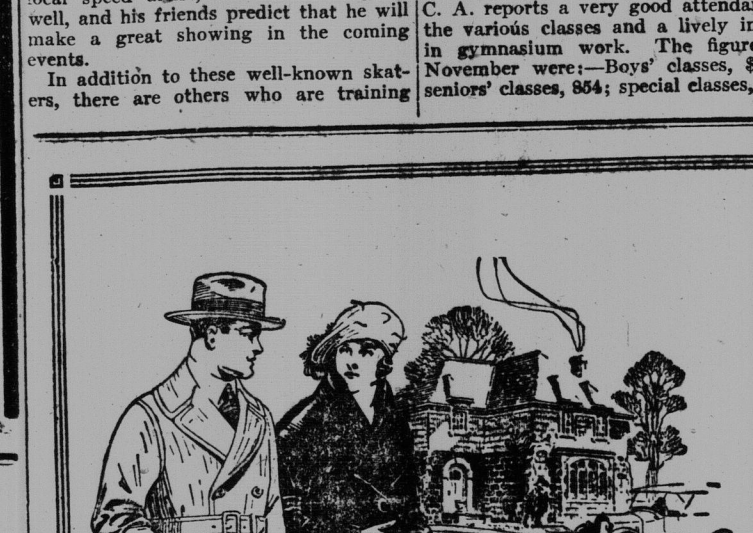 local speed
well, and his friends predict that he will
make a great showing in the coming
events.
In addition to these well-known skat-
ers, there are others who are training
C. A. reports a very good attenda
the various classes and a lively in
in gymnasium work. The figure
November were:—Boys' classes,
seniors' classes, 854; special classes,